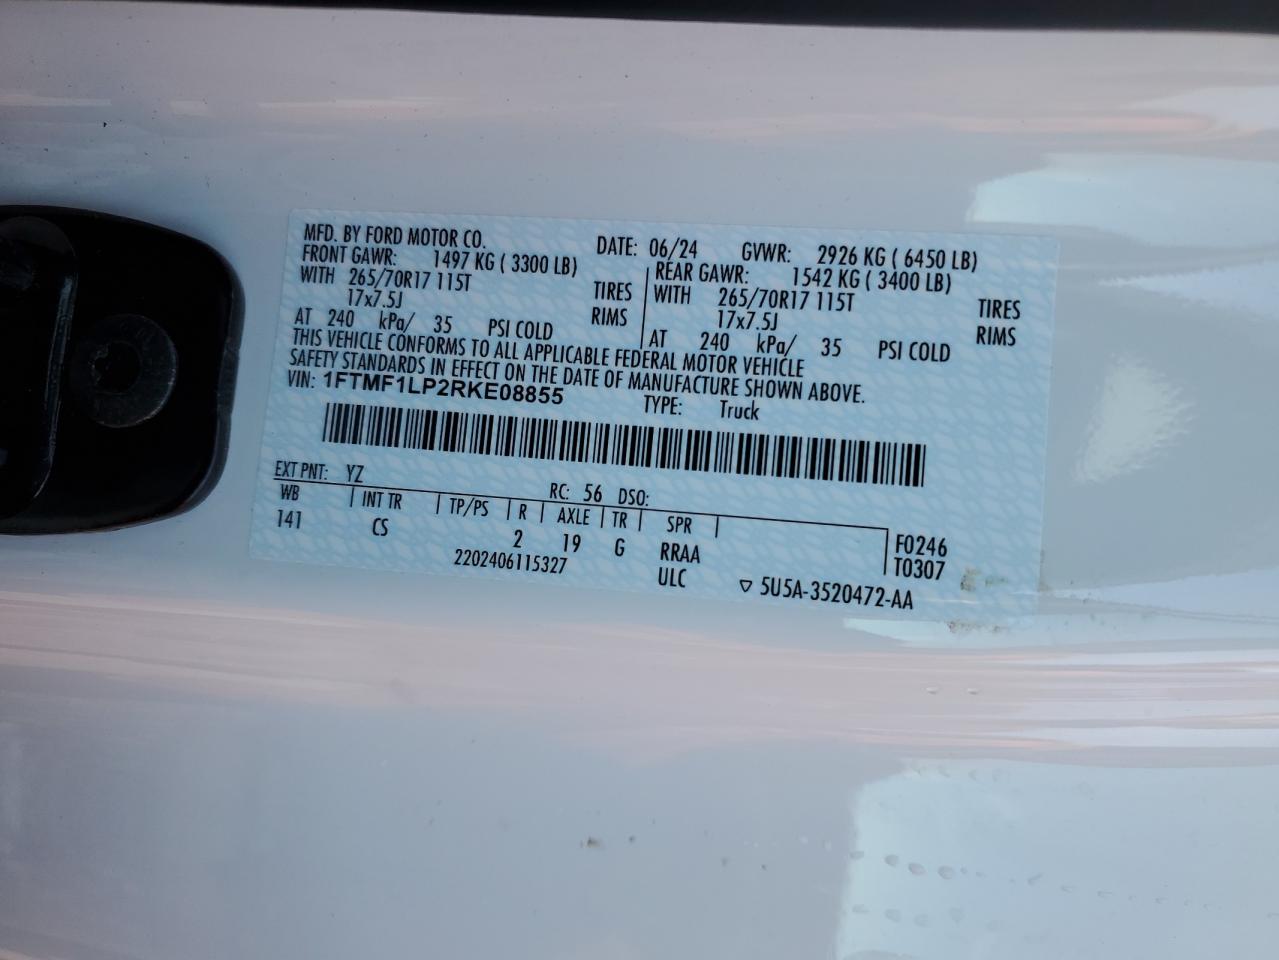 MFD. BY FORD MOTOR CO. DATE: 06/24 GVWR: 2926 KG ( 6450 LB)
FRONT GAWR: 1497 KG ( 3300 LB) REAR GAWR: 1542 KG ( 3400 LB)
WITH 265/70R17 115T TIRES WITH 265/70R17 115T TIRES
17x7.5J RIMS 17x7.5J RIMS
AT 240 kPa/ 35 PSI COLD AT 240 kPa/ 35 PSI COLD
THIS VEHICLE CONFORMS TO ALL APPLICABLE FEDERAL MOTOR VEHICLE
SAFETY STANDARDS IN EFFECT ON THE DATE OF MANUFACTURE SHOWN ABOVE.
VIN: 1FTMF1LP2RKE08855 TYPE: Truck
EXT PNT: YZ RC: 56 DSO:
WB INT TR TP/PS R AXLE TR SPR F0246
141 CS 2 19 G RRAA T0307
2202406115327 ULC ▽ 5U5A-3520472-AA